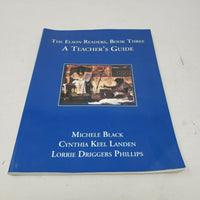 The Elson Readers, Book Three
A Teacher's Guide
Michele Black
Cynthia Keel Landen
Lorrie Driggers Phillips